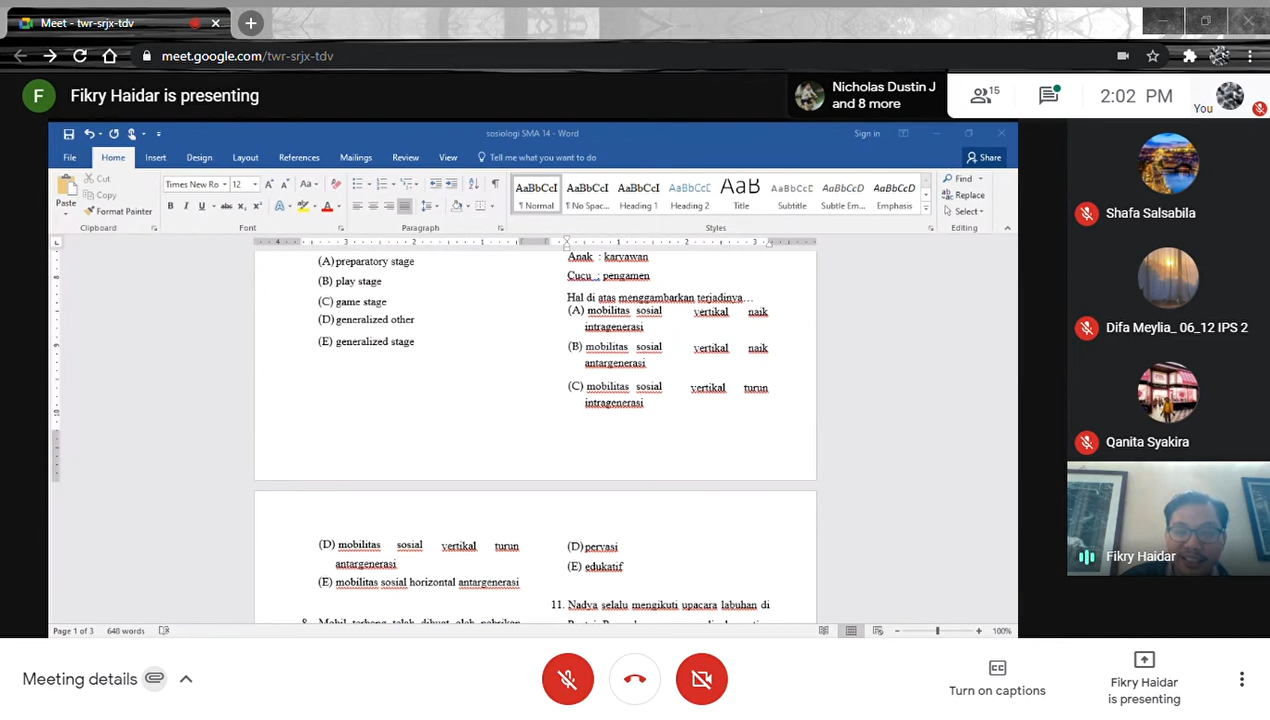 Meet - twr-srjx-tdv
meet.google.com/twr-srjx-tdv
F
Fikry Haidar is presenting
Nicholas Dustin J
and 8 more
15
2:02 PM
You
sosiologi SMA 14 - Word
Sign in
File Home Insert Design Layout References Mailings Review View Tell me what you want to do
Share
Paste
Cut
Copy
Format Painter
Clipboard
Times New Ro 12
Font
Paragraph
AaBbCcI AaBbCcI AaBbCcI AaBbCcE AaB AaBbCcD AaBbCcD AaBbCcD
¶ Normal ¶ No Spac... Heading 1 Heading 2 Title Subtitle Subtle Em... Emphasis
Styles
Find
Replace
Select
Editing
(A) preparatory stage
(B) play stage
(C) game stage
(D) generalized other
(E) generalized stage
Anak : karyawan
Cucu : pengamen
Hal di atas menggambarkan terjadinya…
(A) mobilitas sosial vertikal naik
intragenerasi
(B) mobilitas sosial vertikal naik
antargenerasi
(C) mobilitas sosial vertikal turun
intragenerasi
(D) mobilitas sosial vertikal turun
antargenerasi
(E) mobilitas sosial horizontal antargenerasi
(D) pervasi
(E) edukatif
11. Nadya selalu mengikuti upacara labuhan di
Page 1 of 3 648 words
100%
Shafa Salsabila
Difa Meylia_ 06_12 IPS 2
Qanita Syakira
Fikry Haidar
Meeting details
Turn on captions
Fikry Haidar
is presenting